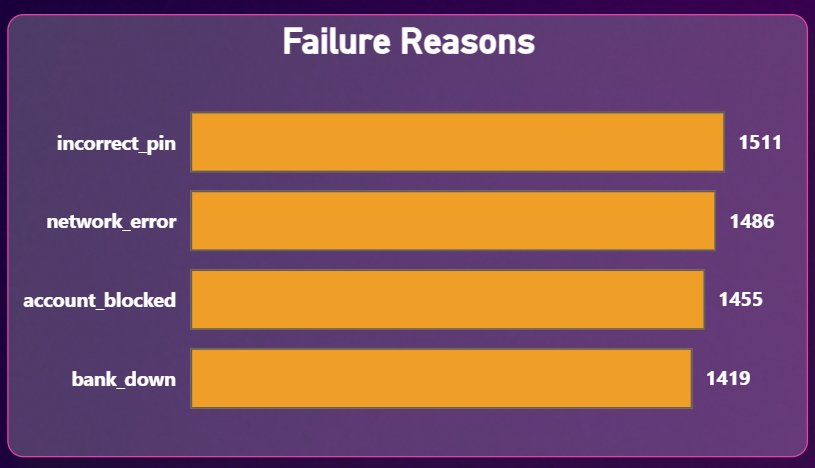 Failure Reasons
incorrect_pin 1511
network_error 1486
account_blocked 1455
bank_down 1419